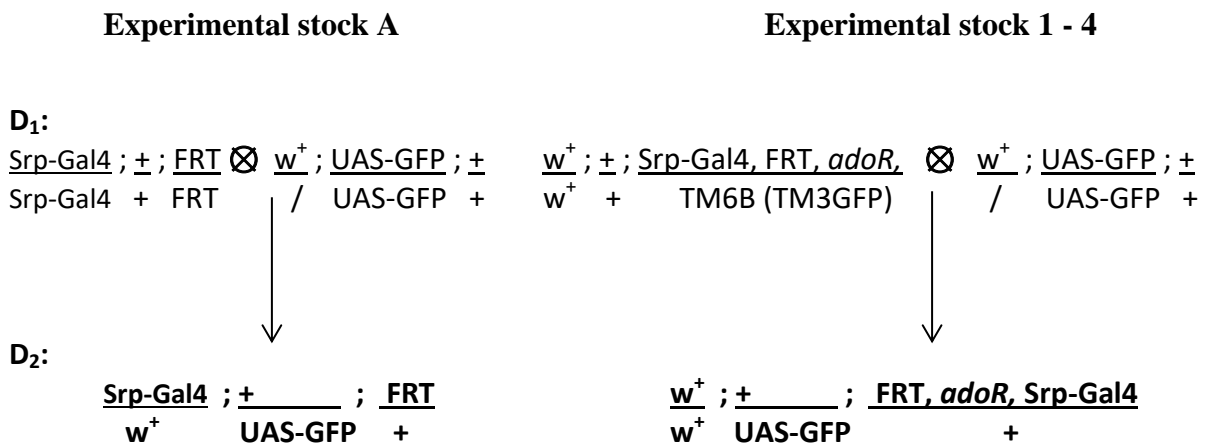 Experimental stock A Experimental stock 1 - 4
D₁:
Srp-Gal4 ; + ; FRT ⊗ w⁺ ; UAS-GFP ; + w⁺ ; + ; Srp-Gal4, FRT, adoR, ⊗ w⁺ ; UAS-GFP ; +
Srp-Gal4 + FRT / UAS-GFP + w⁺ + TM6B (TM3GFP) / UAS-GFP +
D₂:
Srp-Gal4 ; + ; FRT w⁺ ; + ; FRT, adoR, Srp-Gal4
w⁺ UAS-GFP + w⁺ UAS-GFP +